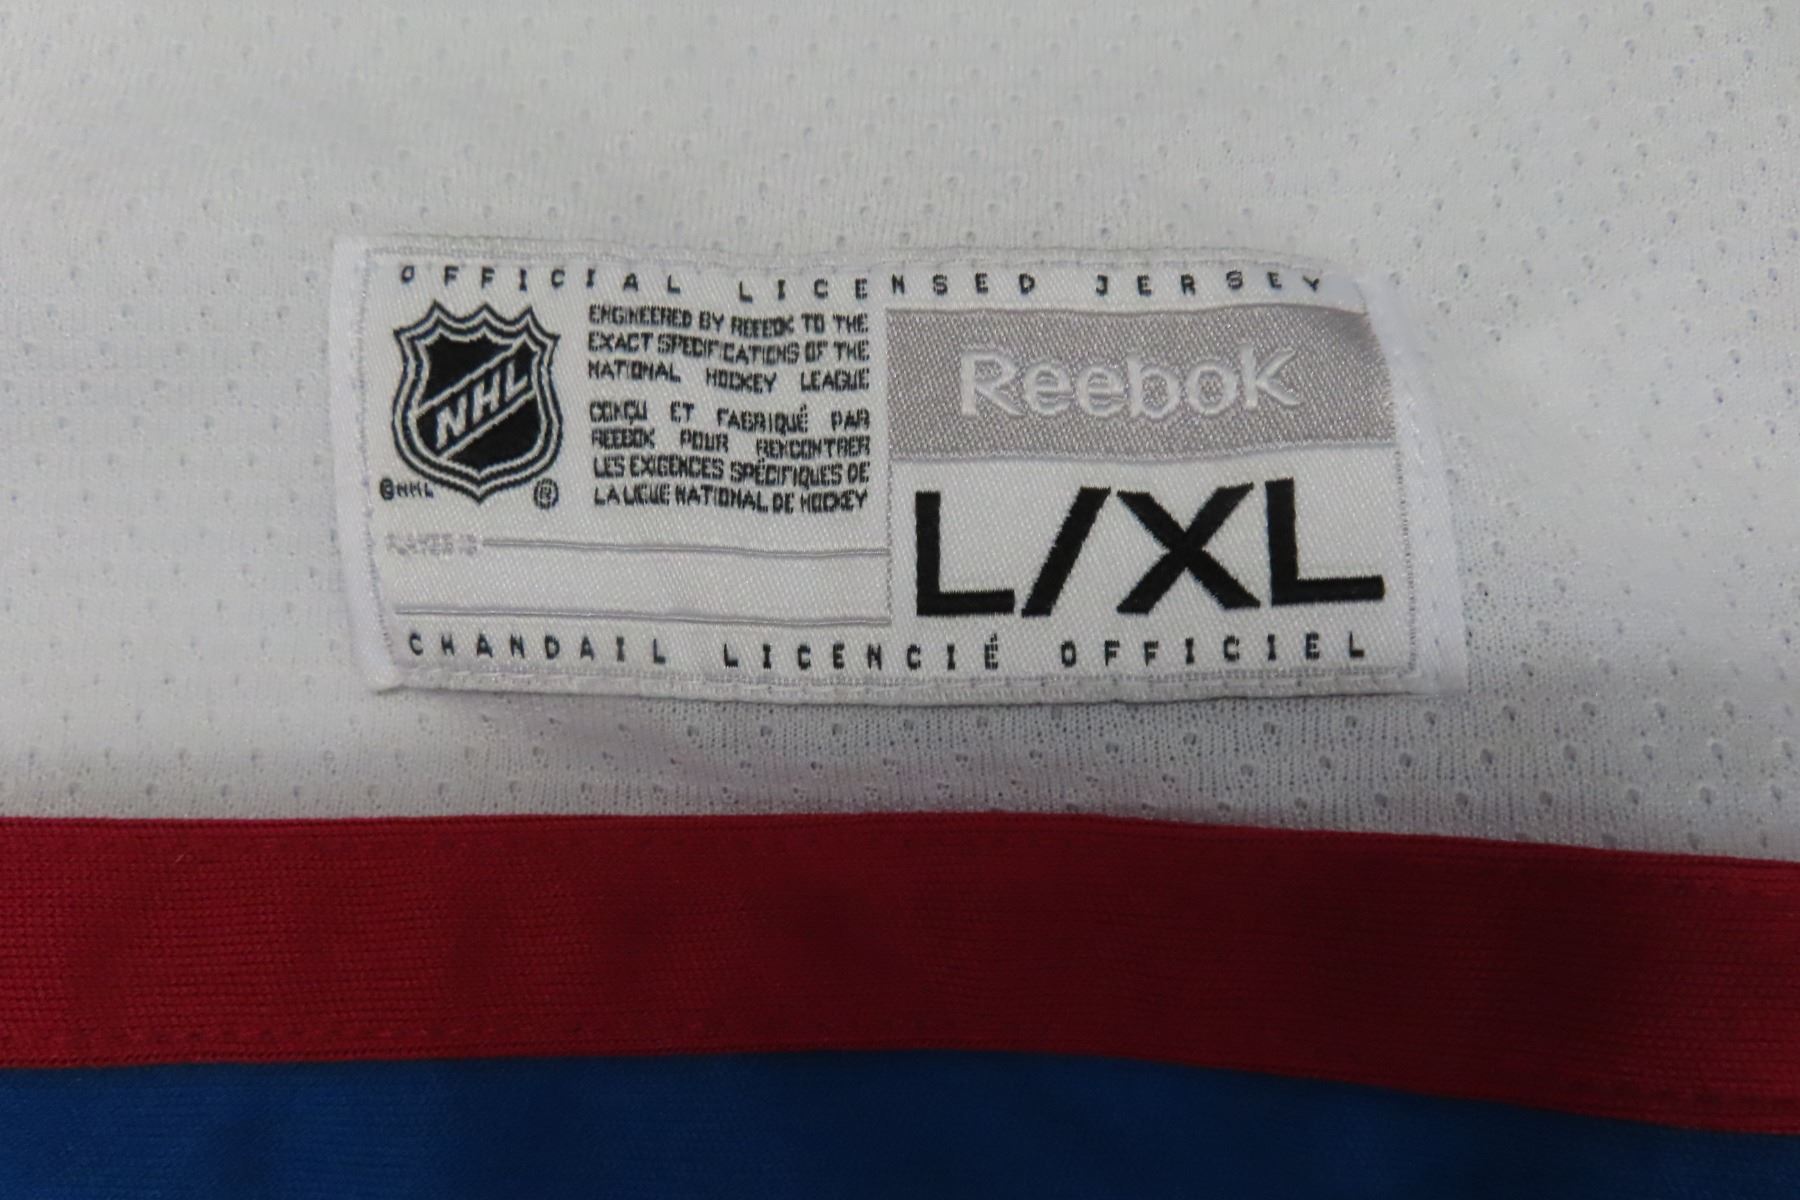 OFFICIAL LICENSED JERSEY
NHL
©NHL ®
ENGINEERED BY REEBOK TO THE
EXACT SPECIFICATIONS OF THE
NATIONAL HOCKEY LEAGUE
CONÇU ET FABRIQUÉ PAR
REEBOK POUR RENCONTRER
LES EXIGENCES SPÉCIFIQUES DE
LA LIGUE NATIONAL DE HOCKEY
PLAYER ID
Reebok
L/XL
CHANDAIL LICENCIÉ OFFICIEL